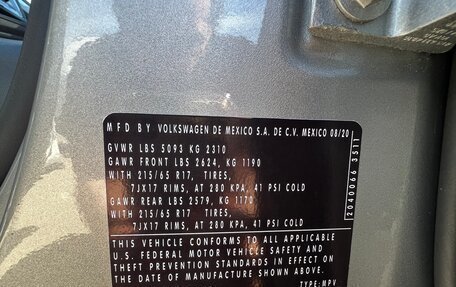 MFD BY VOLKSWAGEN DE MEXICO S.A. DE C.V. MEXICO 08/20
GVWR LBS 5093 KG 2310
GAWR FRONT LBS 2624, KG 1190
WITH 215/65 R17, TIRES,
7JX17 RIMS, AT 280 KPA, 41 PSI COLD
GAWR REAR LBS 2579, KG 1170
WITH 215/65 R17 TIRES,
7JX17 RIMS, AT 280 KPA, 41 PSI COLD
THIS VEHICLE CONFORMS TO ALL APPLICABLE
U.S. FEDERAL MOTOR VEHICLE SAFETY AND
THEFT PREVENTION STANDARDS IN EFFECT ON
THE DATE OF MANUFACTURE SHOWN ABOVE.
TYPE: MPV
2040066 3511